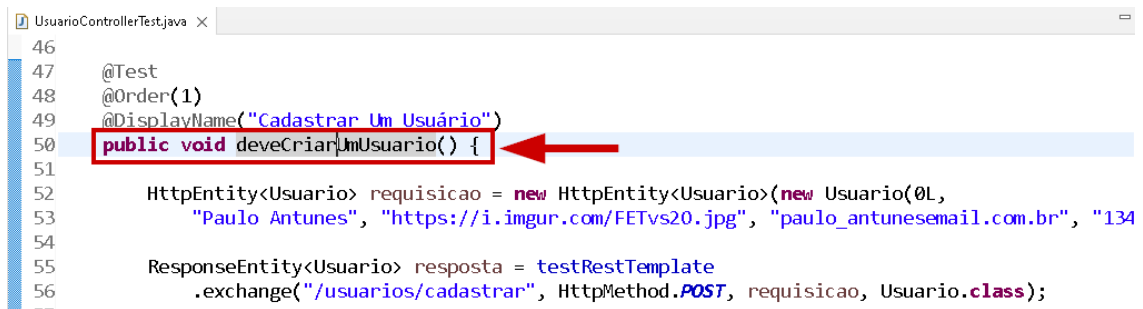 UsuarioControllerTest.java
46
47 @Test
48 @Order(1)
49 @DisplayName("Cadastrar Um Usuário")
50 public void deveCriarUmUsuario() {
51
52 HttpEntity<Usuario> requisicao = new HttpEntity<Usuario>(new Usuario(0L,
53 "Paulo Antunes", "https://i.imgur.com/FETvs2O.jpg", "paulo_antunesemail.com.br", "134
54
55 ResponseEntity<Usuario> resposta = testRestTemplate
56 .exchange("/usuarios/cadastrar", HttpMethod.POST, requisicao, Usuario.class);